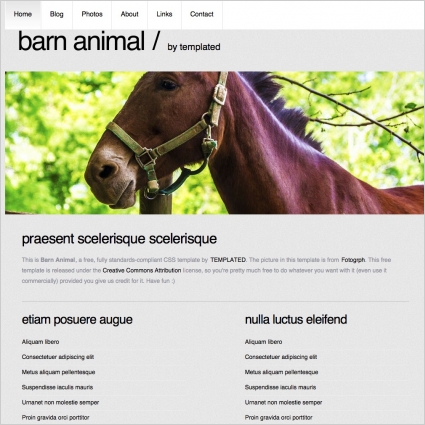 Home Blog Photos About Links Contact
barn animal / by templated
praesent scelerisque scelerisque
This is Barn Animal, a free, fully standards-compliant CSS template by TEMPLATED. The picture in this template is from Fotogrph. This free
template is released under the Creative Commons Attribution license, so you're pretty much free to do whatever you want with it (even use it
commercially) provided you give us credit for it. Have fun :)
etiam posuere augue
Aliquam libero
Consectetuer adipiscing elit
Metus aliquam pellentesque
Suspendisse iaculis mauris
Urnanet non molestie semper
Proin gravida orci porttitor
nulla luctus eleifend
Aliquam libero
Consectetuer adipiscing elit
Metus aliquam pellentesque
Suspendisse iaculis mauris
Urnanet non molestie semper
Proin gravida orci porttitor